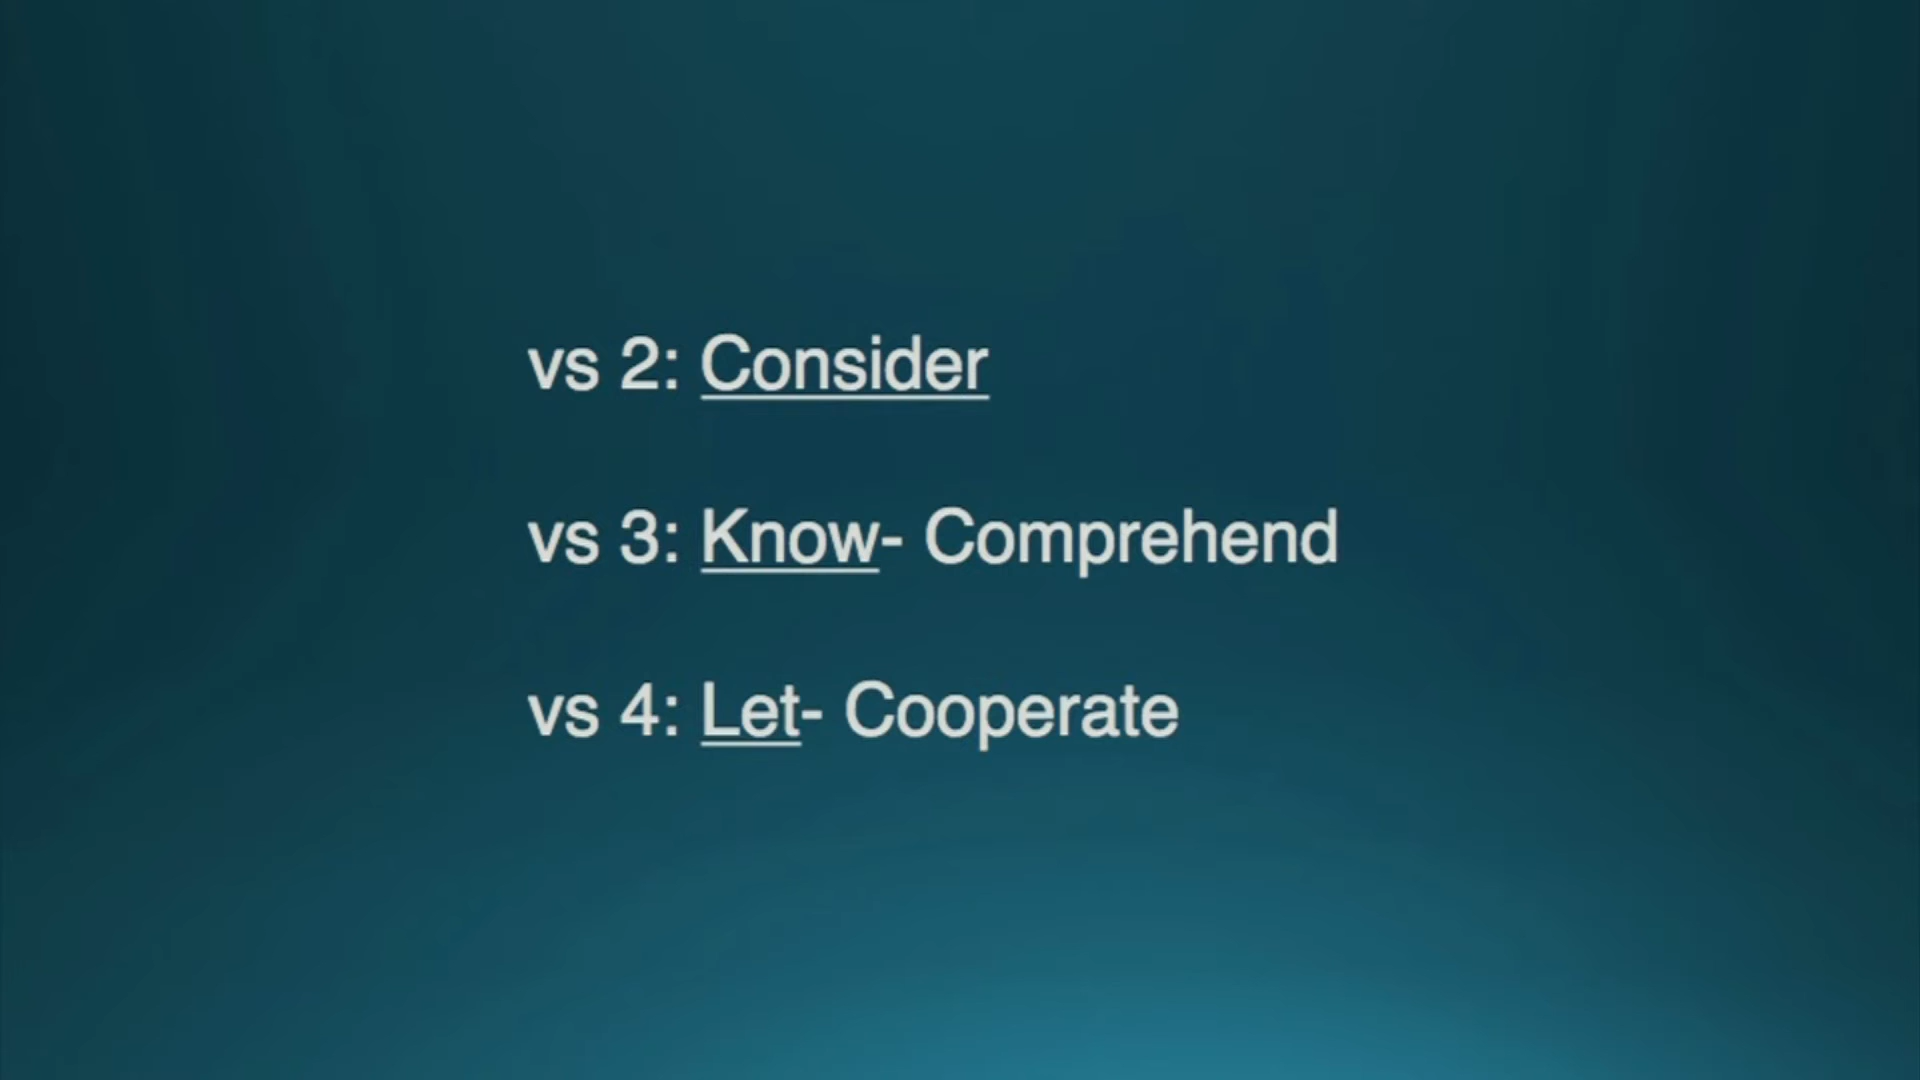 vs 2: Consider
vs 3: Know- Comprehend
vs 4: Let- Cooperate